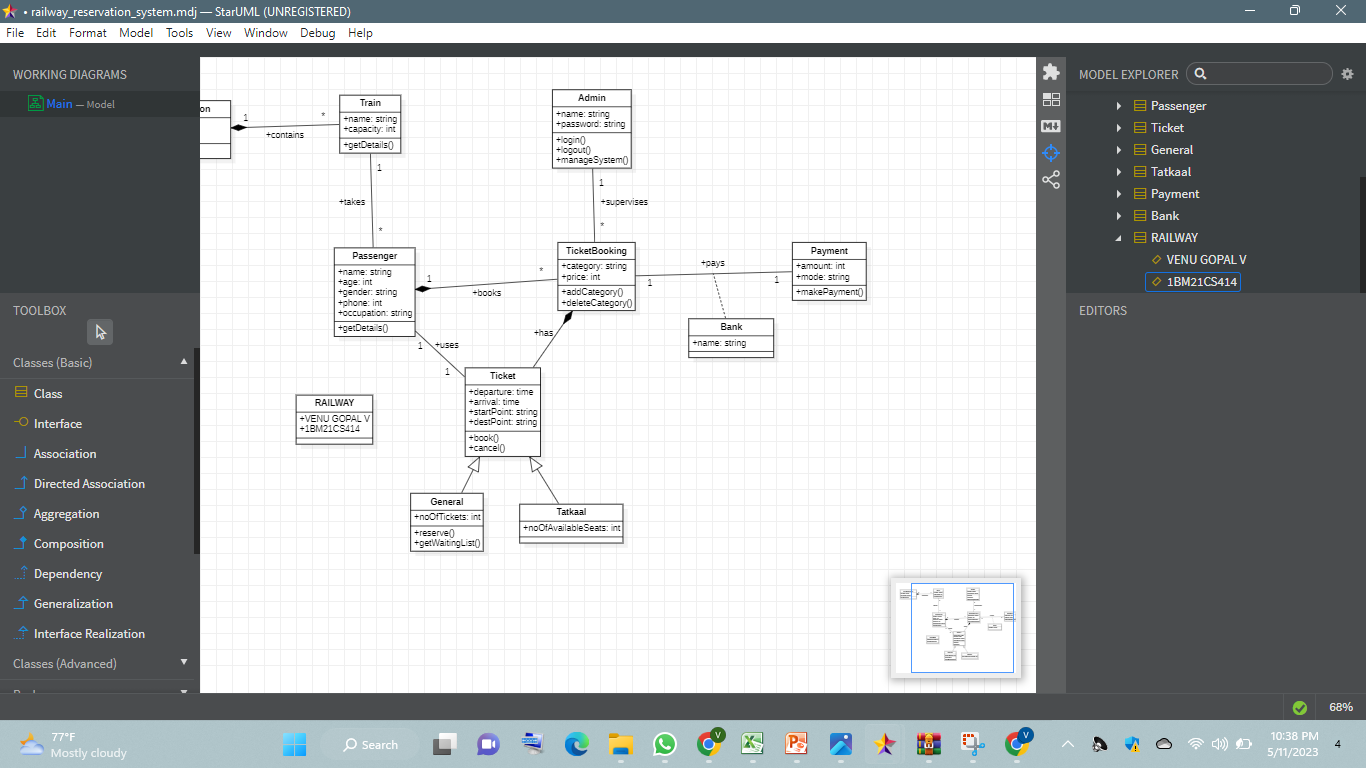 • railway_reservation_system.mdj — StarUML (UNREGISTERED)
File Edit Format Model Tools View Window Debug Help
WORKING DIAGRAMS
Main — Model
TOOLBOX
Classes (Basic)
Class
Interface
Association
Directed Association
Aggregation
Composition
Dependency
Generalization
Interface Realization
Classes (Advanced)
on
1
*
+contains
Train
+name: string
+capacity: int
+getDetails()
1
+takes
*
Admin
+name: string
+password: string
+login()
+logout()
+manageSystem()
1
+supervises
*
Passenger
+name: string
+age: int
+gender: string
+phone: int
+occupation: string
+getDetails()
1
*
+books
TicketBooking
+category: string
+price: int
+addCategory()
+deleteCategory()
+pays
1
1
Payment
+amount: int
+mode: string
+makePayment()
Bank
+name: string
+has
1
+uses
1
Ticket
+departure: time
+arrival: time
+startPoint: string
+destPoint: string
+book()
+cancel()
RAILWAY
+VENU GOPAL V
+1BM21CS414
General
+noOfTickets: int
+reserve()
+getWaitingList()
Tatkaal
+noOfAvailableSeats: int
MODEL EXPLORER
Passenger
Ticket
General
Tatkaal
Payment
Bank
RAILWAY
VENU GOPAL V
1BM21CS414
EDITORS
68%
77°F
Mostly cloudy
Search
10:38 PM
5/11/2023
4